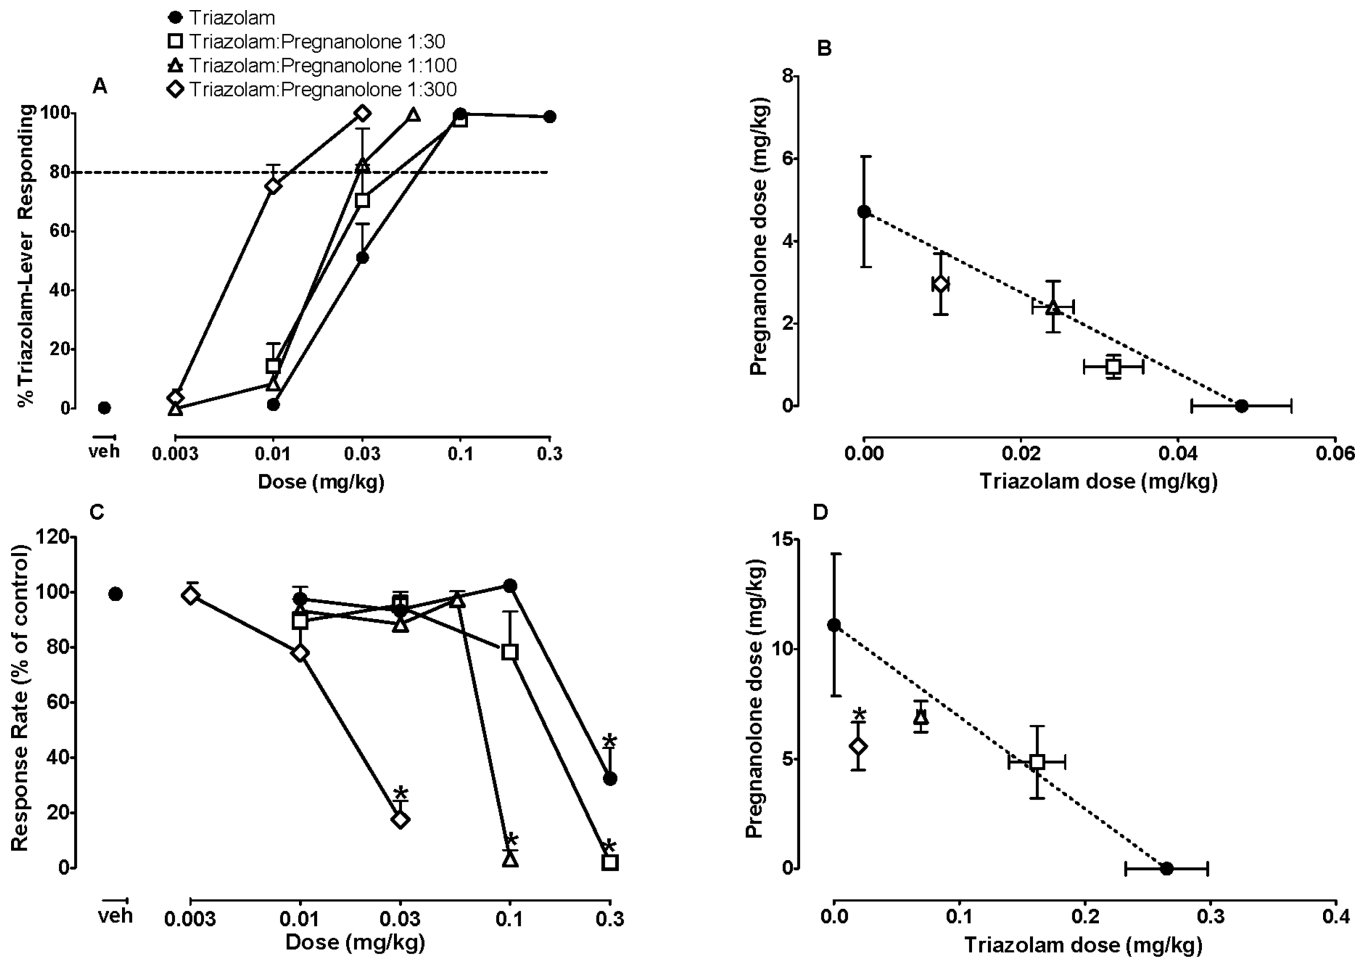 Triazolam
Triazolam:Pregnanolone 1:30
Triazolam:Pregnanolone 1:100
Triazolam:Pregnanolone 1:300
A
% Triazolam-Lever Responding
100
80
60
40
20
0
veh
0.003
0.01
0.03
0.1
0.3
Dose (mg/kg)
B
Pregnanolone dose (mg/kg)
8
6
4
2
0
0.00
0.02
0.04
0.06
Triazolam dose (mg/kg)
C
Response Rate (% of control)
120
100
80
60
40
20
0
*
*
*
*
veh
0.003
0.01
0.03
0.1
0.3
Dose (mg/kg)
D
Pregnanolone dose (mg/kg)
15
10
5
0
*
0.0
0.1
0.2
0.3
0.4
Triazolam dose (mg/kg)